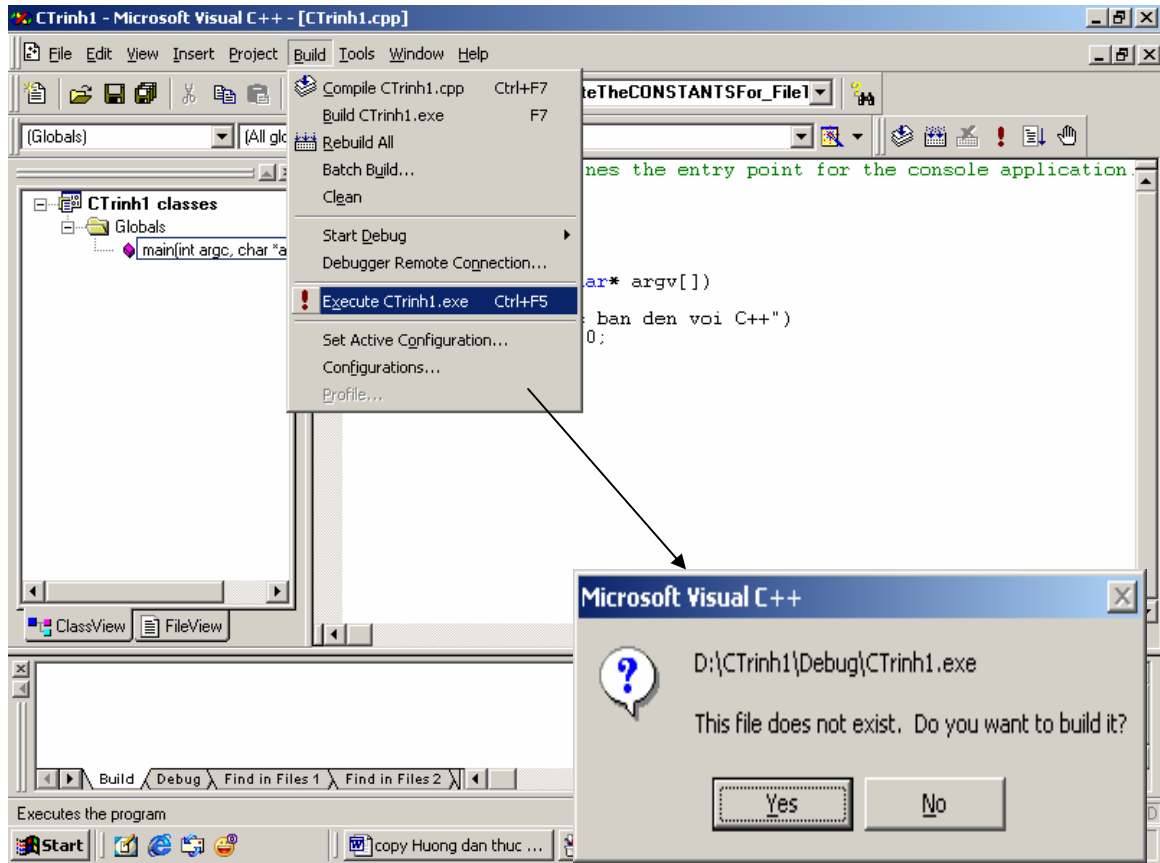 CTrinh1 - Microsoft Visual C++ - [CTrinh1.cpp]
File Edit View Insert Project Build Tools Window Help
Compile CTrinh1.cpp Ctrl+F7
Build CTrinh1.exe F7
Rebuild All
Batch Build...
Clean
Start Debug
Debugger Remote Connection...
Execute CTrinh1.exe Ctrl+F5
Set Active Configuration...
Configurations...
Profile...
teTheCONSTANTSFor_FileT
(Globals) (All glo
nes the entry point for the console application.
ar* argv[])
ban den voi C++")
0;
CTrinh1 classes
Globals
main(int argc, char *a
ClassView FileView
Microsoft Visual C++
D:\CTrinh1\Debug\CTrinh1.exe
This file does not exist. Do you want to build it?
Yes No
Build Debug Find in Files 1 Find in Files 2
Executes the program
Start copy Huong dan thuc ...